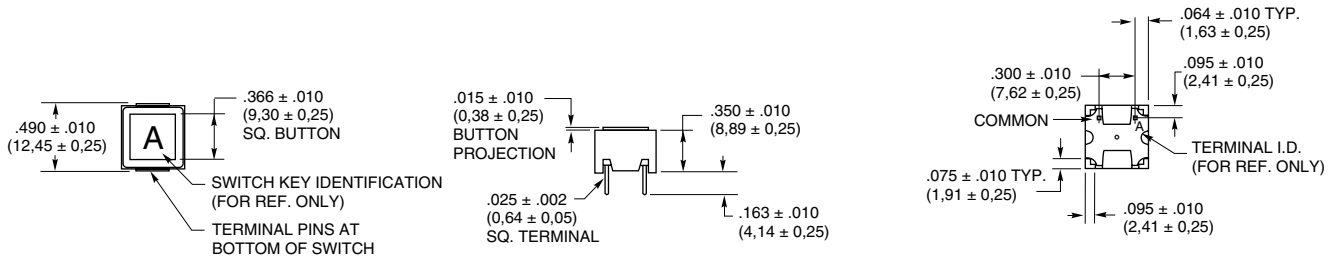 .490 ± .010
(12,45 ± 0,25)
A
.366 ± .010
(9,30 ± 0,25)
SQ. BUTTON
SWITCH KEY IDENTIFICATION
(FOR REF. ONLY)
TERMINAL PINS AT
BOTTOM OF SWITCH
.015 ± .010
(0,38 ± 0,25)
BUTTON
PROJECTION
.350 ± .010
(8,89 ± 0,25)
.025 ± .002
(0,64 ± 0,05)
SQ. TERMINAL
.163 ± .010
(4,14 ± 0,25)
.064 ± .010 TYP.
(1,63 ± 0,25)
.300 ± .010
(7,62 ± 0,25)
.095 ± .010
(2,41 ± 0,25)
COMMON
A
TERMINAL I.D.
(FOR REF. ONLY)
.075 ± .010 TYP.
(1,91 ± 0,25)
.095 ± .010
(2,41 ± 0,25)